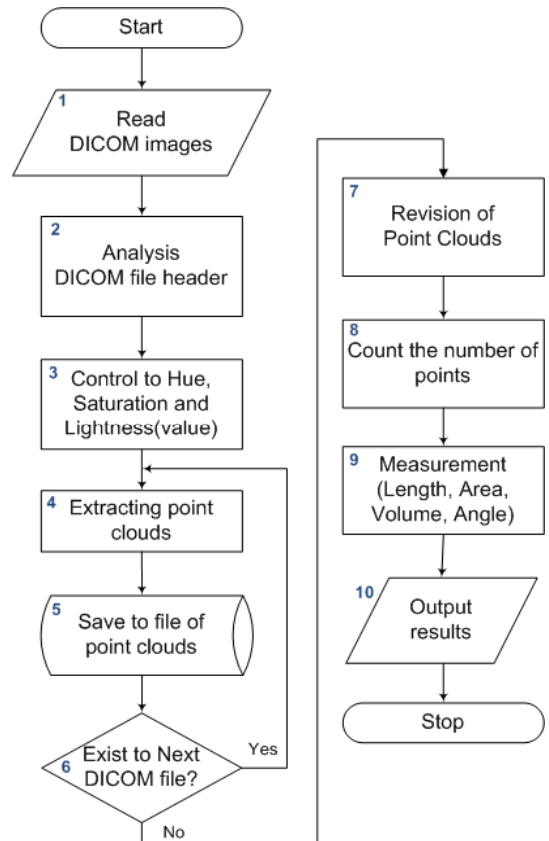 Start
1
Read
DICOM images
2
Analysis
DICOM file header
3
Control to Hue,
Saturation and
Lightness(value)
4
Extracting point
clouds
5
Save to file of
point clouds
6
Exist to Next
DICOM file?
Yes
No
7
Revision of
Point Clouds
8
Count the number of
points
9
Measurement
(Length, Area,
Volume, Angle)
10
Output
results
Stop